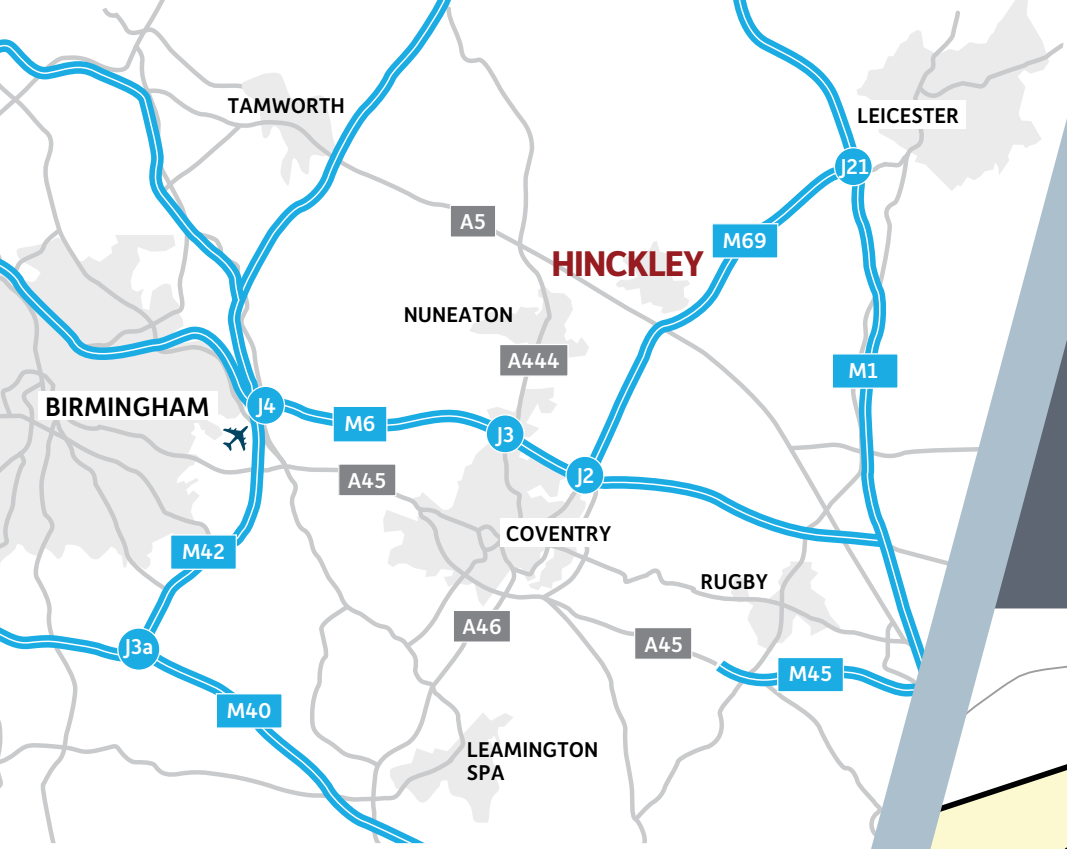 TAMWORTH
LEICESTER
J21
A5
M69
HINCKLEY
NUNEATON
A444
M1
BIRMINGHAM
J4
M6
J3
J2
A45
COVENTRY
M42
RUGBY
A46
A45
J3a
M45
M40
LEAMINGTON
SPA